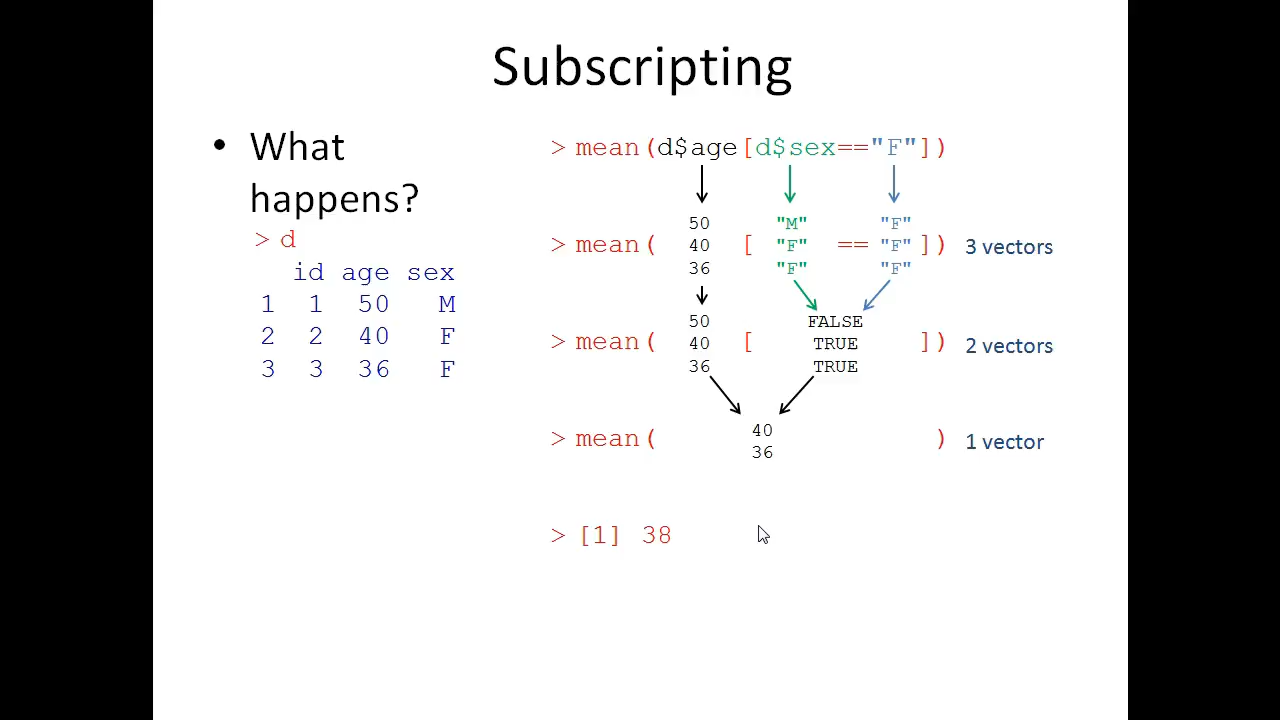 Subscripting
• What
happens?
> d
id age sex
1 1 50 M
2 2 40 F
3 3 36 F
> mean(d$age[d$sex=="F"])
50 "M" "F"
> mean( 40 [ "F" == "F" ]) 3 vectors
36 "F" "F"
50 FALSE
> mean( 40 [ TRUE ]) 2 vectors
36 TRUE
40
> mean( ) 1 vector
36
> [1] 38